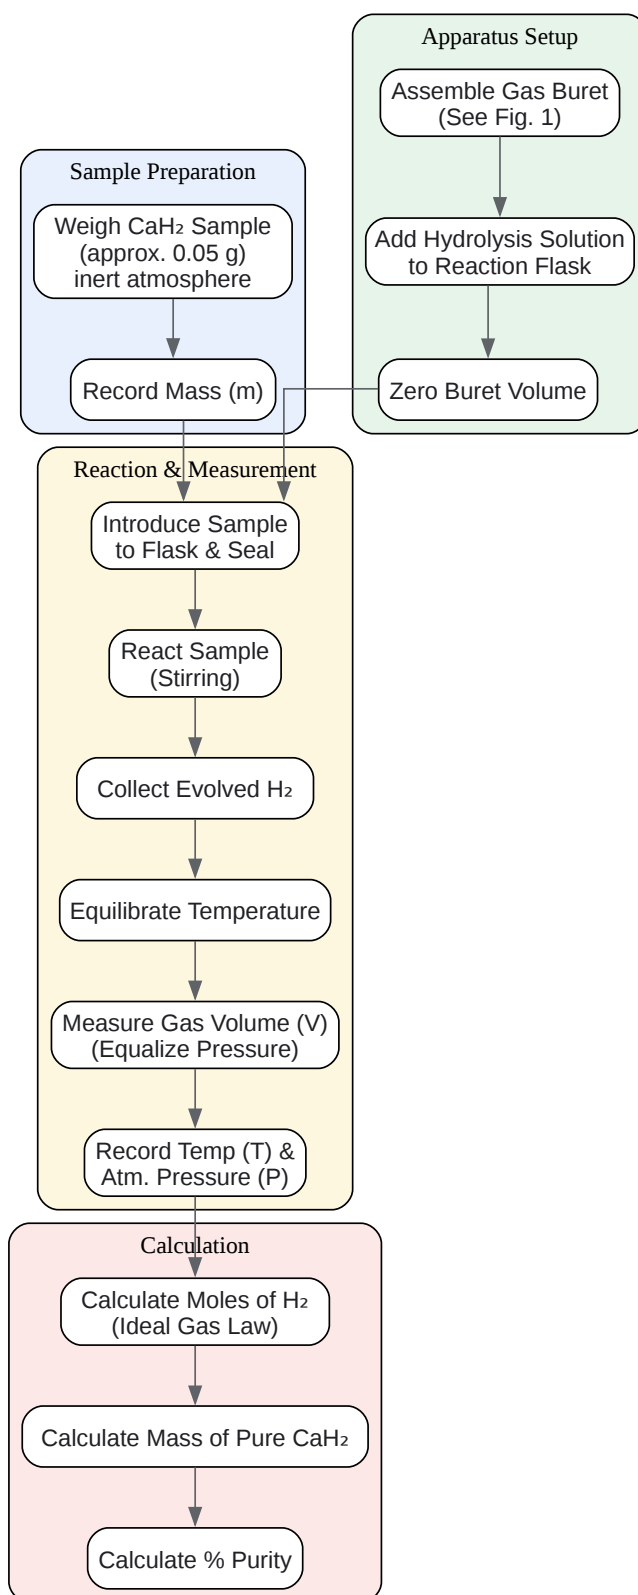 Apparatus Setup
Assemble Gas Buret
(See Fig. 1)
Sample Preparation
Weigh CaH₂ Sample
(approx. 0.05 g)
inert atmosphere
Add Hydrolysis Solution
to Reaction Flask
Record Mass (m)
Zero Buret Volume
Reaction & Measurement
Introduce Sample
to Flask & Seal
React Sample
(Stirring)
Collect Evolved H₂
Equilibrate Temperature
Measure Gas Volume (V)
(Equalize Pressure)
Record Temp (T) &
Atm. Pressure (P)
Calculation
Calculate Moles of H₂
(Ideal Gas Law)
Calculate Mass of Pure CaH₂
Calculate % Purity